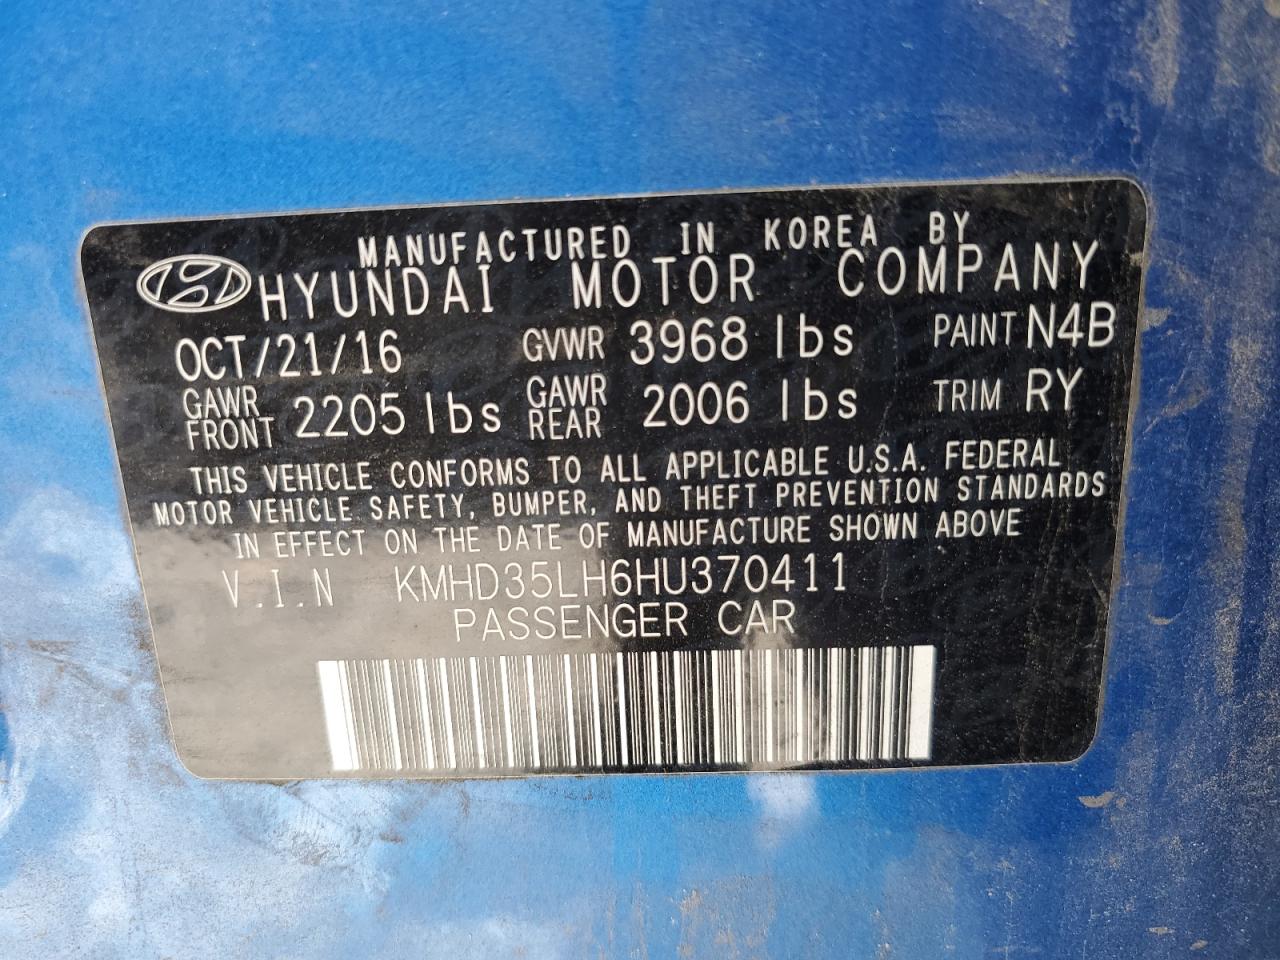 MANUFACTURED IN KOREA BY
HYUNDAI MOTOR COMPANY
OCT/21/16 GVWR 3968 lbs PAINT N4B
GAWR FRONT 2205 lbs GAWR REAR 2006 lbs TRIM RY
THIS VEHICLE CONFORMS TO ALL APPLICABLE U.S.A. FEDERAL
MOTOR VEHICLE SAFETY, BUMPER, AND THEFT PREVENTION STANDARDS
IN EFFECT ON THE DATE OF MANUFACTURE SHOWN ABOVE
V.I.N KMHD35LH6HU370411
PASSENGER CAR